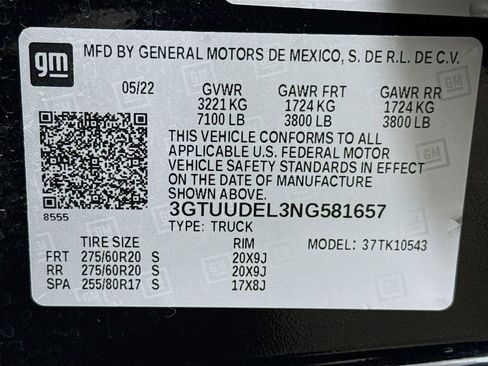 gm
MFD BY GENERAL MOTORS DE MEXICO, S. DE R.L. DE C.V.
05/22 GVWR GAWR FRT GAWR RR
3221 KG 1724 KG 1724 KG
7100 LB 3800 LB 3800 LB
THIS VEHICLE CONFORMS TO ALL
APPLICABLE U.S. FEDERAL MOTOR
VEHICLE SAFETY STANDARDS IN EFFECT
ON THE DATE OF MANUFACTURE
SHOWN ABOVE.
8555
3GTUUDEL3NG581657
TYPE: TRUCK
TIRE SIZE RIM MODEL: 37TK10543
FRT 275/60R20 S 20X9J
RR 275/60R20 S 20X9J
SPA 255/80R17 S 17X8J